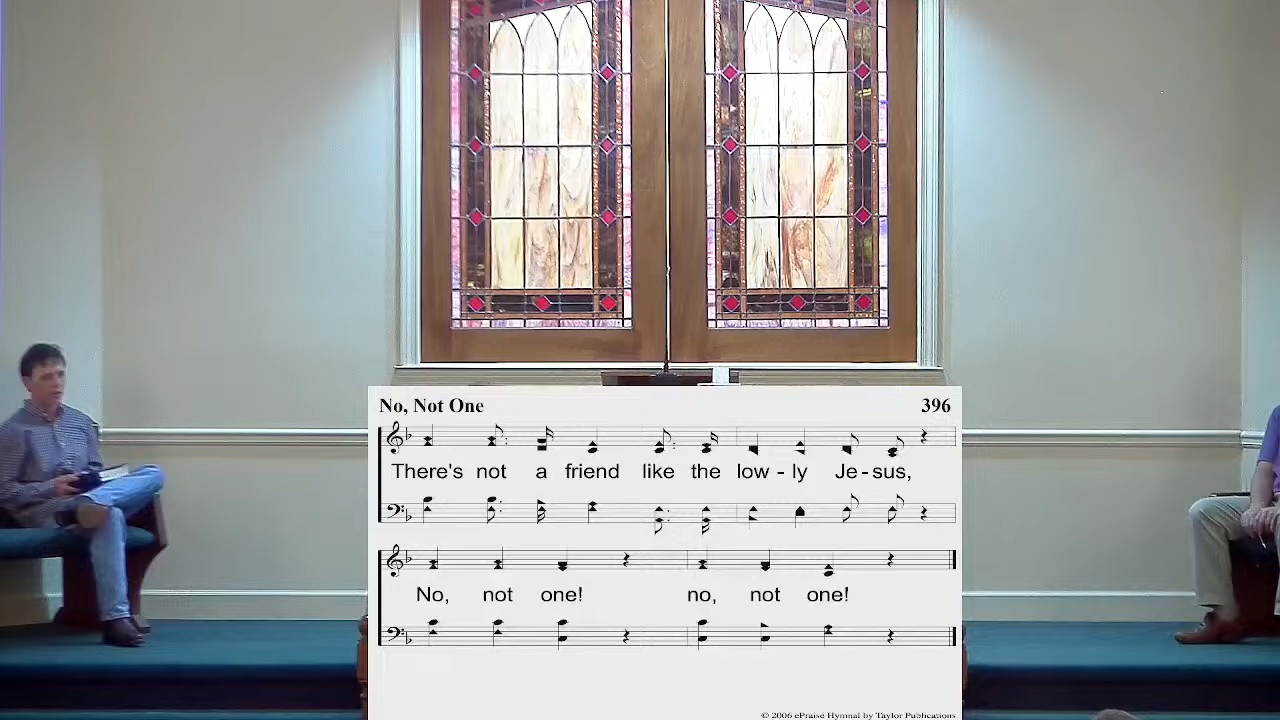 No, Not One 396
There's not a friend like the low - ly Je - sus,
No, not one! no, not one!
© 2006 ePraise Hymnal by Taylor Publications